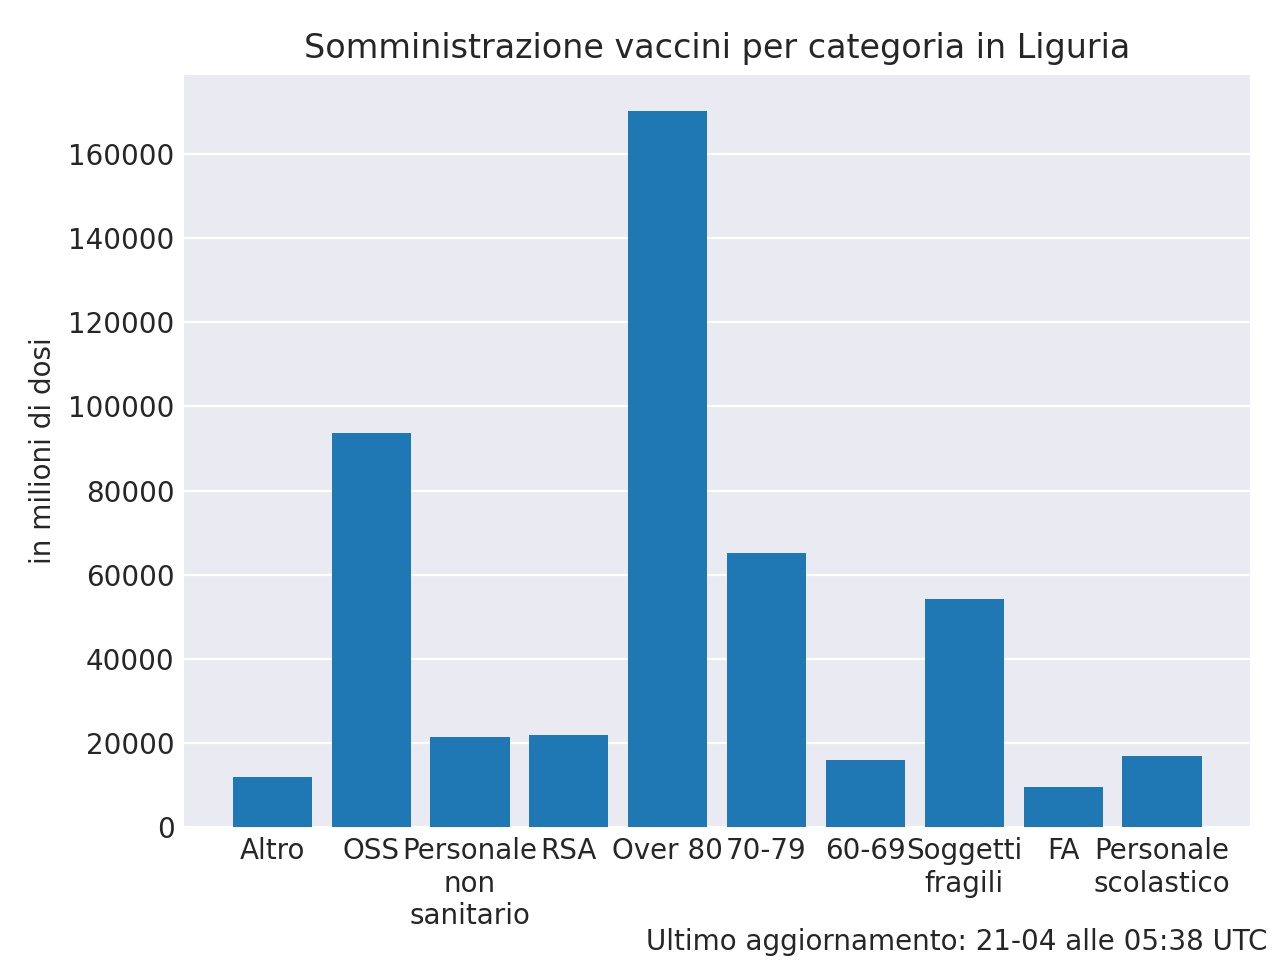 Somministrazione vaccini per categoria in Liguria
in milioni di dosi
160000
140000
120000
100000
80000
60000
40000
20000
0
Altro
OSS
Personale
non
sanitario
RSA
Over 80
70-79
60-69
Soggetti
fragili
FA
Personale
scolastico
Ultimo aggiornamento: 21-04 alle 05:38 UTC